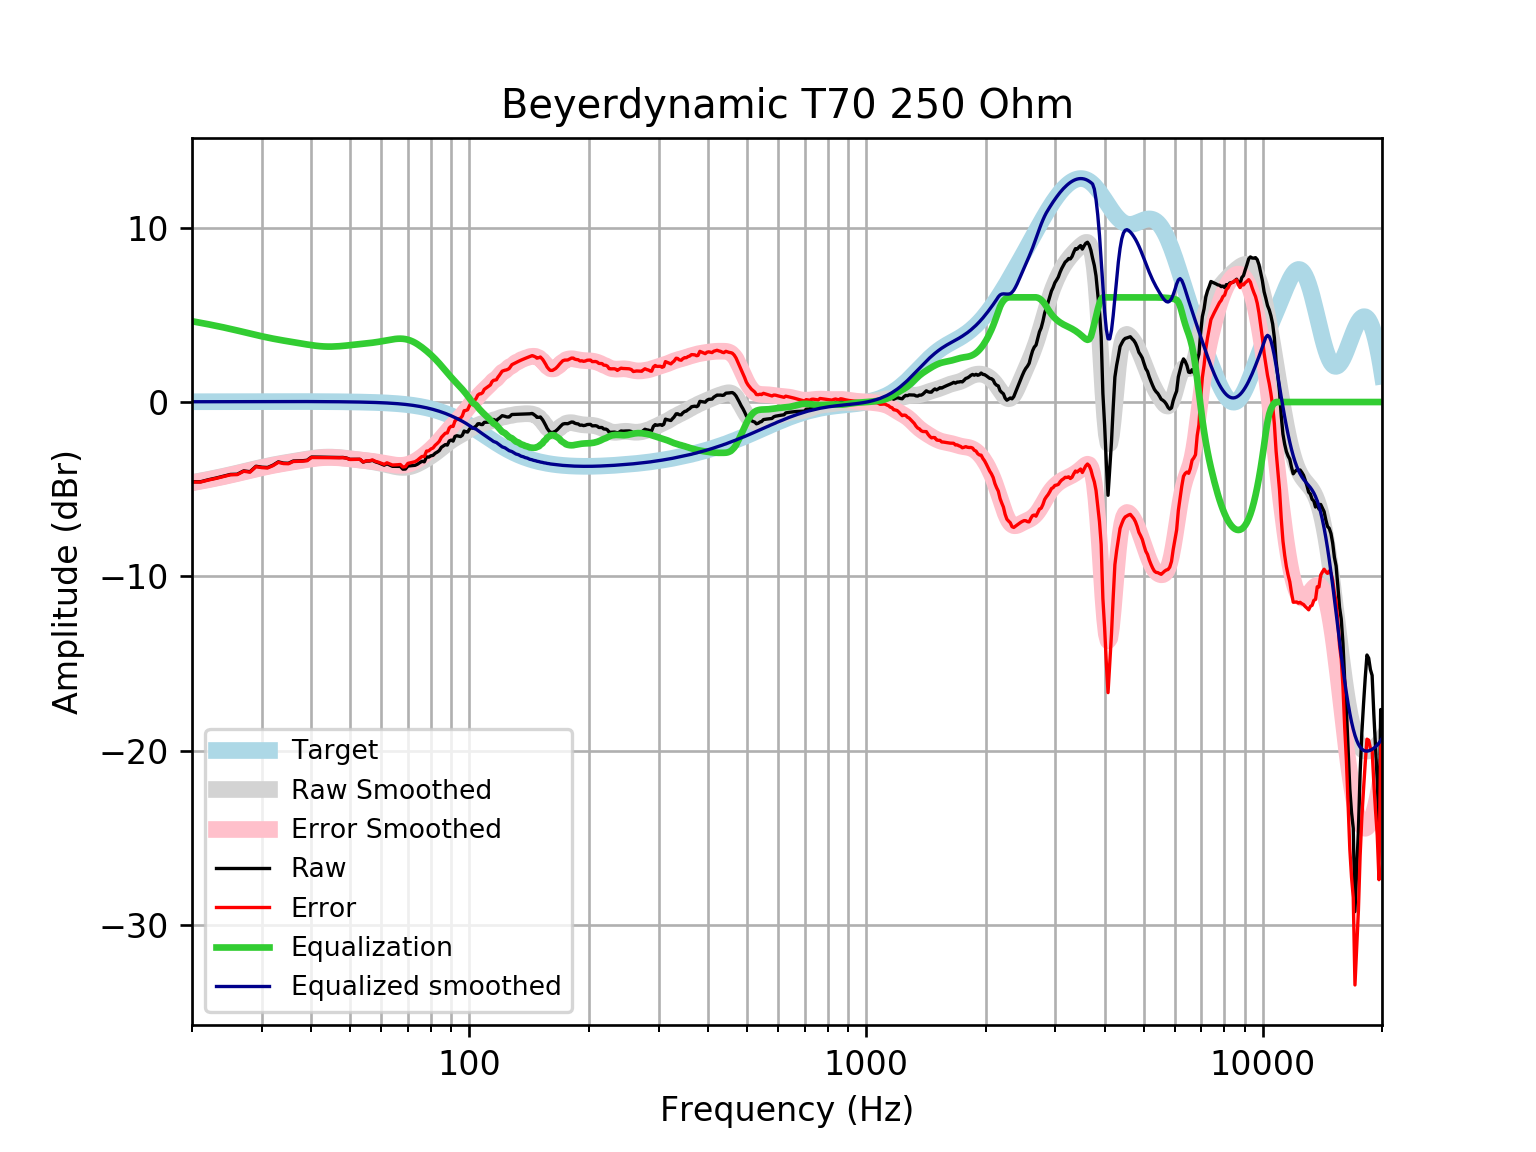 Beyerdynamic T70 250 Ohm
10
0
−10
−20
−30
Amplitude (dBr)
Target
Raw Smoothed
Error Smoothed
Raw
Error
Equalization
Equalized smoothed
100
1000
10000
Frequency (Hz)